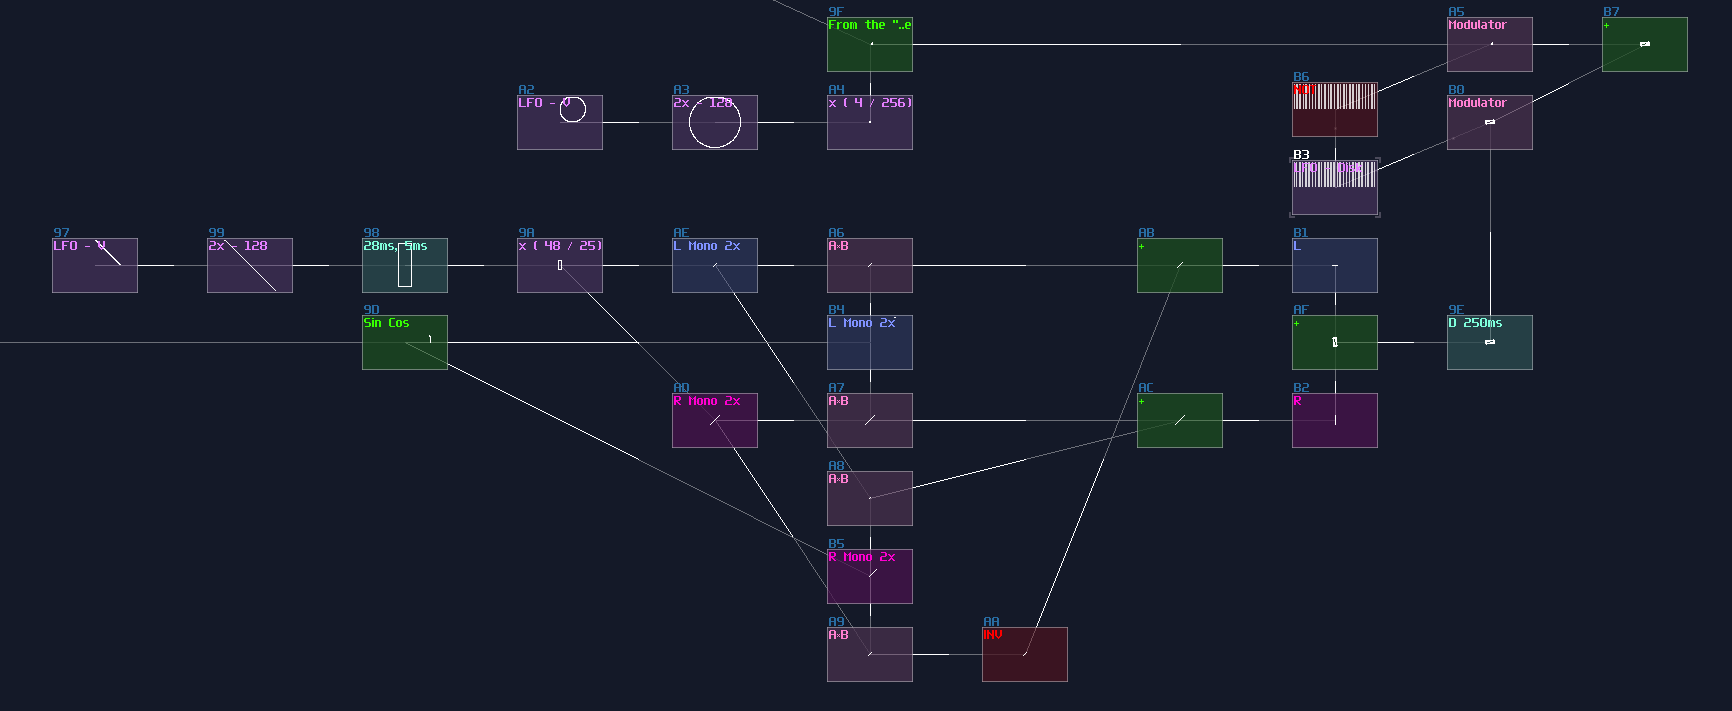 9F
From the "..e
A5
Modulator
B7
+
B6
A2
LFO - V
A3
2x - 128
A4
x ( 4 / 256)
B0
Modulator
B3
97
LFO - V
99
2x - 128
98
28ms, 5ms
9A
x ( 48 / 25)
AE
L Mono 2x
A6
A×B
AB
+
B1
L
9D
Sin Cos
B4
L Mono 2x
AF
+
9E
D 250ms
AD
R Mono 2x
A7
A×B
AC
+
B2
R
A8
A×B
B5
R Mono 2x
A9
A×B
AA
INV